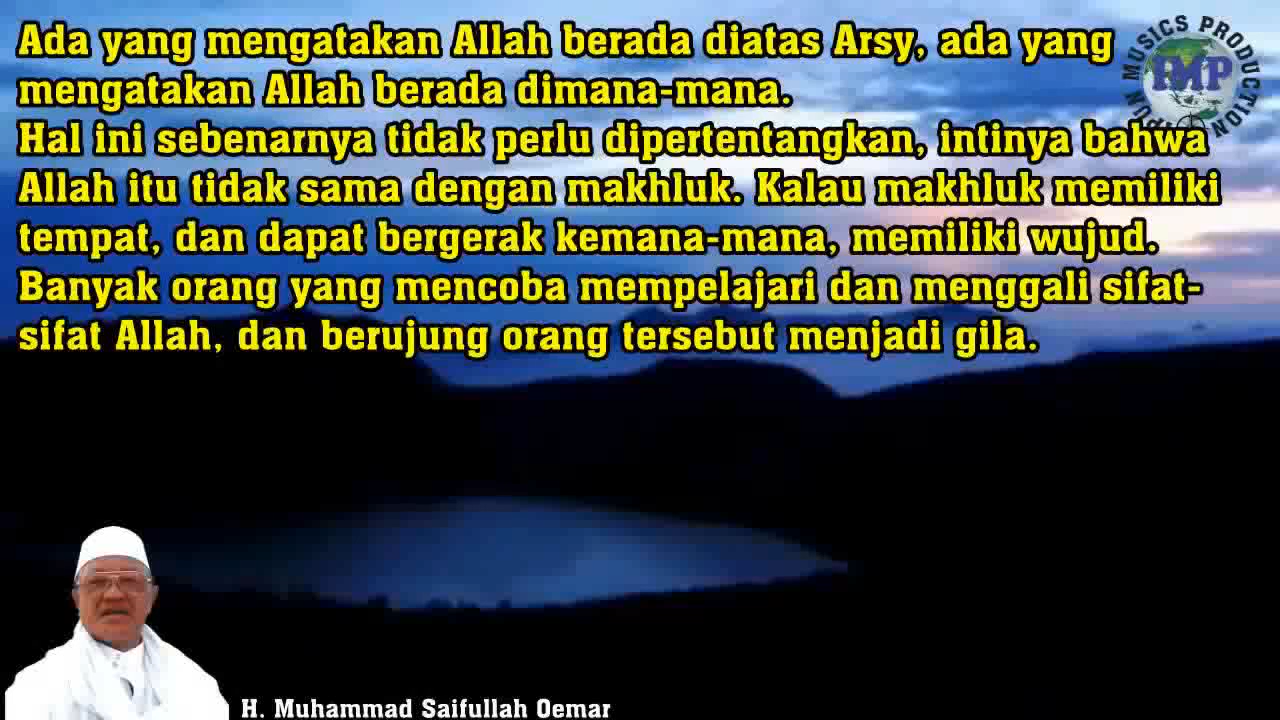 Ada yang mengatakan Allah berada diatas Arsy, ada yang
mengatakan Allah berada dimana-mana.
Hal ini sebenarnya tidak perlu dipertentangkan, intinya bahwa
Allah itu tidak sama dengan makhluk. Kalau makhluk memiliki
tempat, dan dapat bergerak kemana-mana, memiliki wujud.
Banyak orang yang mencoba mempelajari dan menggali sifat-
sifat Allah, dan berujung orang tersebut menjadi gila.
IPUN MUSICS PRODUCTION
IMP
H. Muhammad Saifullah Oemar